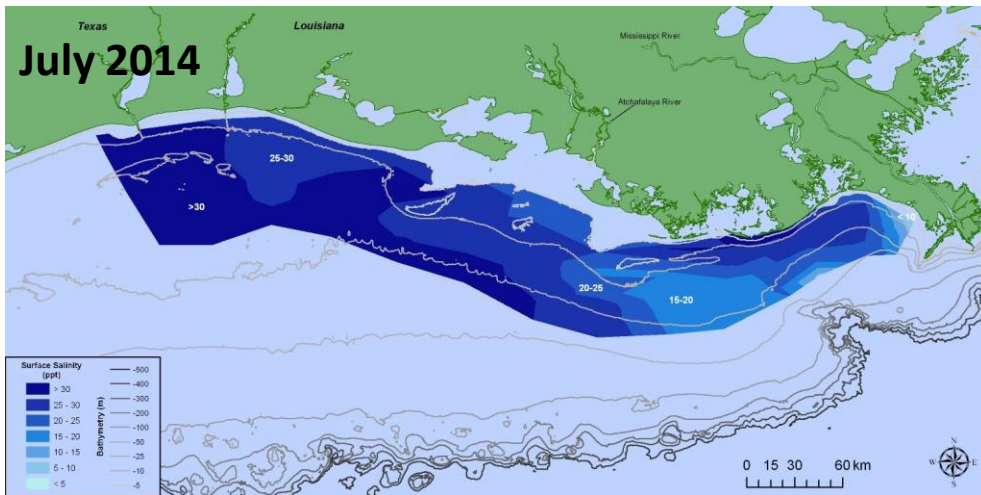 Texas
Louisiana
July 2014
Mississippi River
Atchafalaya River
25-30
>30
< 10
20-25
15-20
Surface Salinity
(ppt)
> 30
25 - 30
20 - 25
15 - 20
10 - 15
5 - 10
< 5
Bathymetry (m)
-500
-400
-300
-200
-100
-50
-25
-10
-5
0 15 30 60 km
N
W E
S